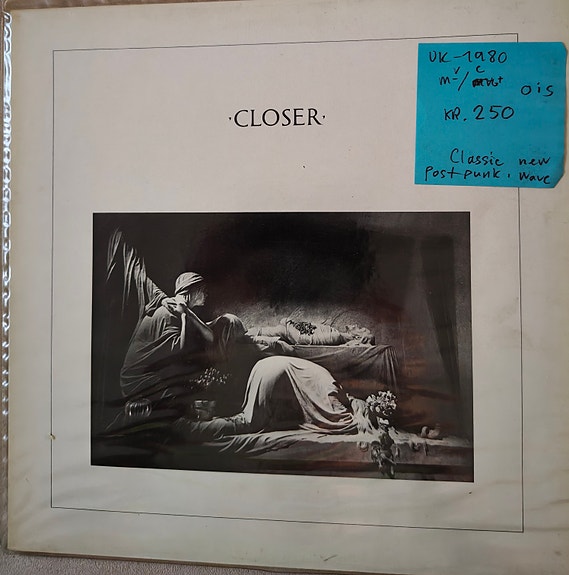 ·CLOSER·
UK-1980
V C
M-/ ois
KR. 250
Classic new
post punk. wave